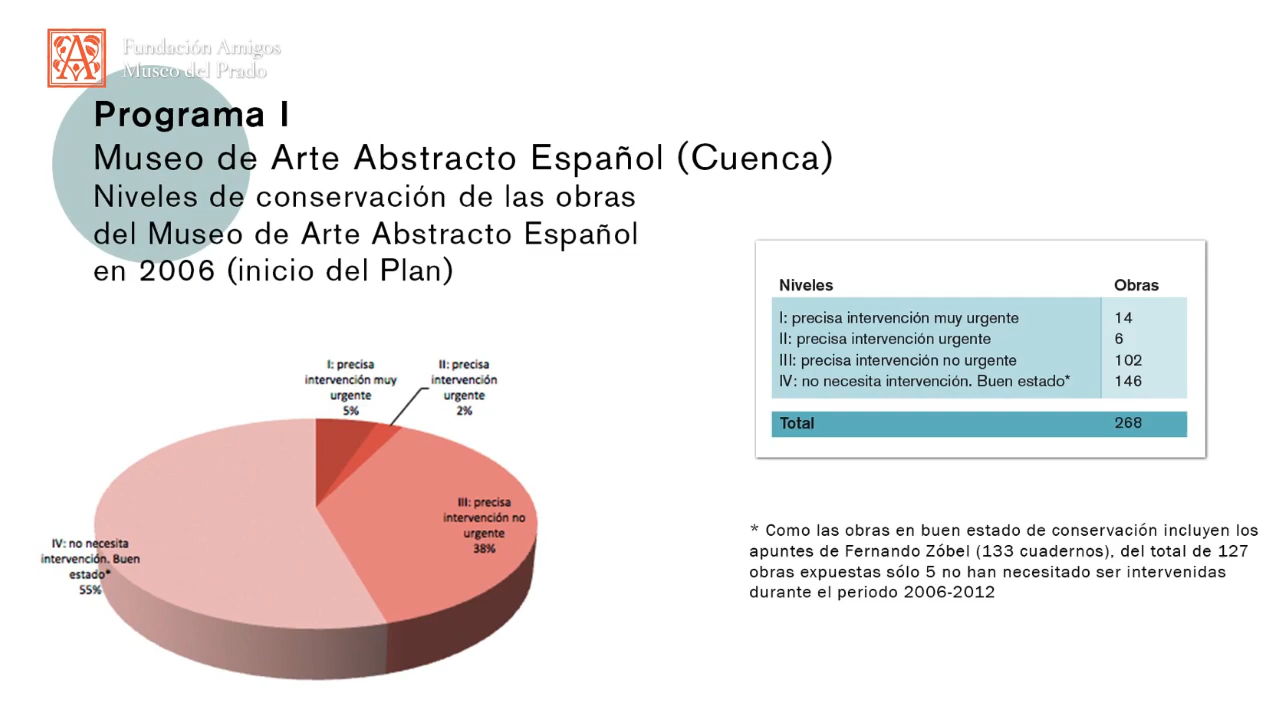 Fundación Amigos
Museo del Prado
Programa I
Museo de Arte Abstracto Español (Cuenca)
Niveles de conservación de las obras
del Museo de Arte Abstracto Español
en 2006 (inicio del Plan)
I: precisa
intervención muy
urgente
5%
II: precisa
intervención
urgente
2%
III: precisa
intervención no
urgente
38%
IV: no necesita
intervención. Buen
estado*
55%
Niveles Obras
I: precisa intervención muy urgente 14
II: precisa intervención urgente 6
III: precisa intervención no urgente 102
IV: no necesita intervención. Buen estado* 146
Total 268
* Como las obras en buen estado de conservación incluyen los
apuntes de Fernando Zóbel (133 cuadernos), del total de 127
obras expuestas sólo 5 no han necesitado ser intervenidas
durante el periodo 2006-2012